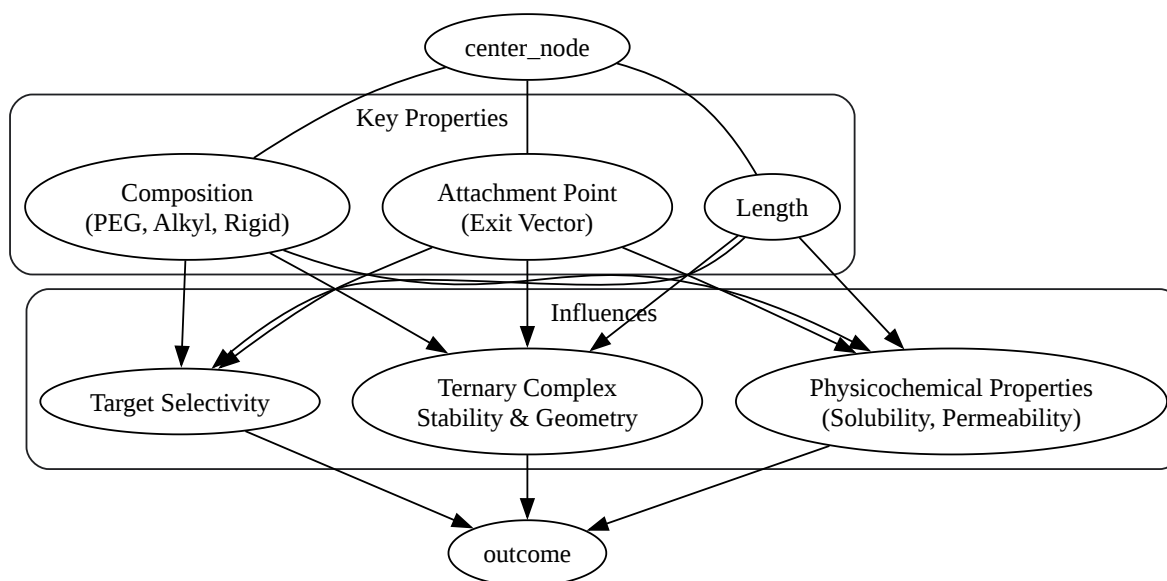 center_node
Key Properties
Composition
(PEG, Alkyl, Rigid)
Attachment Point
(Exit Vector)
Length
Influences
Target Selectivity
Ternary Complex
Stability & Geometry
Physicochemical Properties
(Solubility, Permeability)
outcome